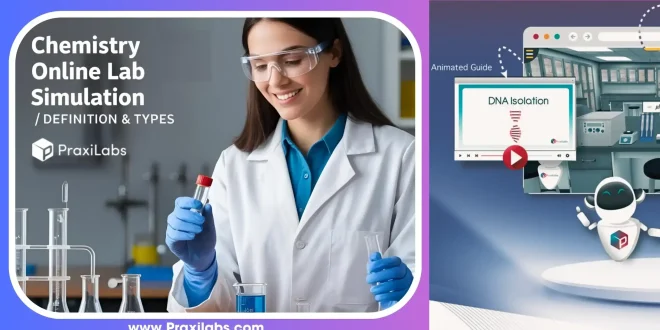 Chemistry
Online Lab
Simulation
/ DEFINITION & TYPES
PraxiLabs
www.Praxilabs.com
Animated Guide
DNA Isolation